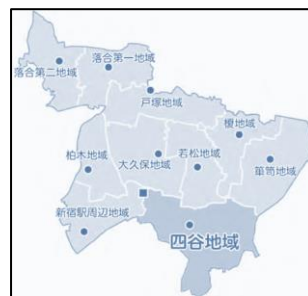 落合第一地域
落合第二地域
戸塚地域
榎地域
柏木地域
大久保地域
若松地域
箪笥地域
新宿駅周辺地域
四谷地域